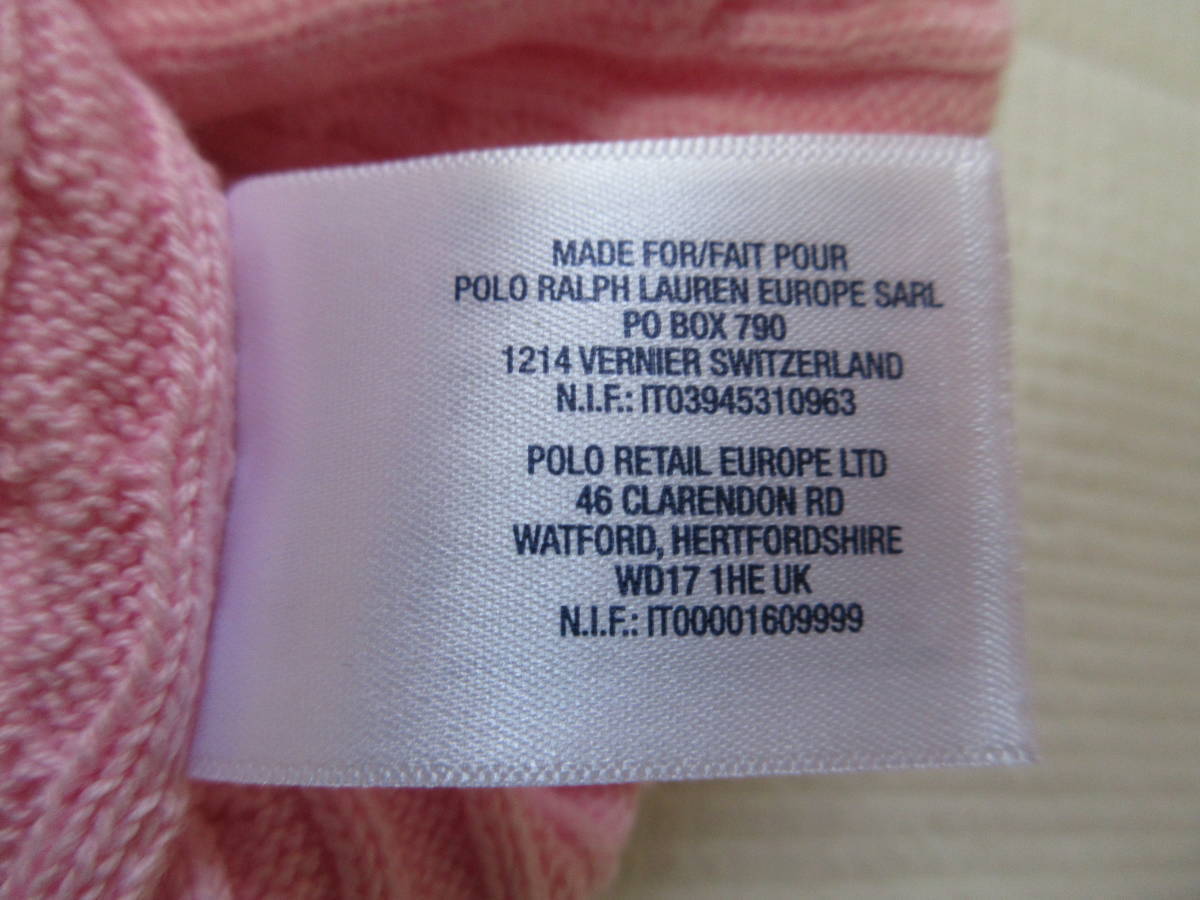 MADE FOR/FAIT POUR
POLO RALPH LAUREN EUROPE SARL
PO BOX 790
1214 VERNIER SWITZERLAND
N.I.F.: IT03945310963
POLO RETAIL EUROPE LTD
46 CLARENDON RD
WATFORD, HERTFORDSHIRE
WD17 1HE UK
N.I.F.: IT00001609999